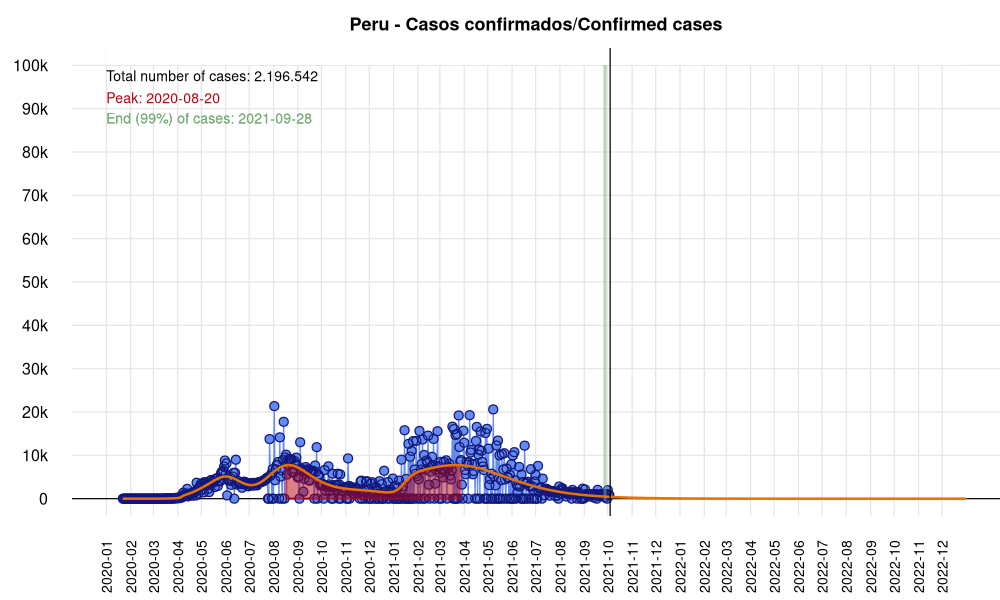 Peru - Casos confirmados/Confirmed cases
Total number of cases: 2.196.542
Peak: 2020-08-20
End (99%) of cases: 2021-09-28
100k
90k
80k
70k
60k
50k
40k
30k
20k
10k
0
2020-01
2020-02
2020-03
2020-04
2020-05
2020-06
2020-07
2020-08
2020-09
2020-10
2020-11
2020-12
2021-01
2021-02
2021-03
2021-04
2021-05
2021-06
2021-07
2021-08
2021-09
2021-10
2021-11
2021-12
2022-01
2022-02
2022-03
2022-04
2022-05
2022-06
2022-07
2022-08
2022-09
2022-10
2022-11
2022-12